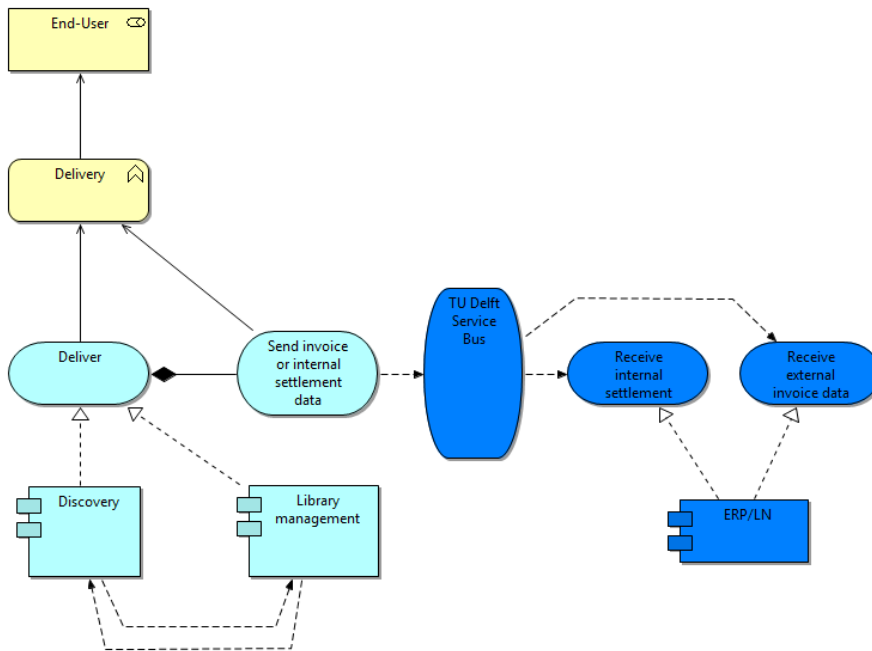 End-User
Delivery
TU Delft
Service
Bus
Deliver
Send invoice
or internal
settlement
data
Receive
internal
settlement
Receive
external
invoice data
Discovery
Library
management
ERP/LN